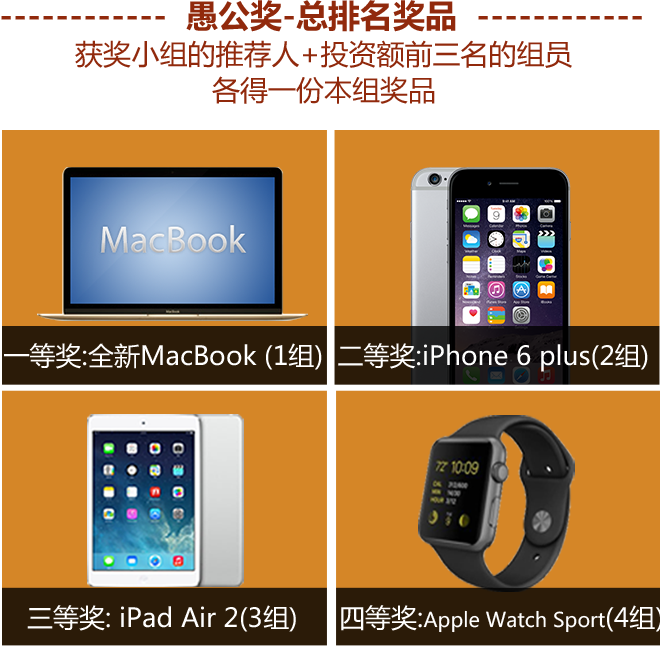 愚公奖-总排名奖品
获奖小组的推荐人+投资额前三名的组员
各得一份本组奖品
MacBook
一等奖:全新MacBook (1组)
二等奖:iPhone 6 plus(2组)
三等奖: iPad Air 2(3组)
72° 10:09
四等奖:Apple Watch Sport(4组)